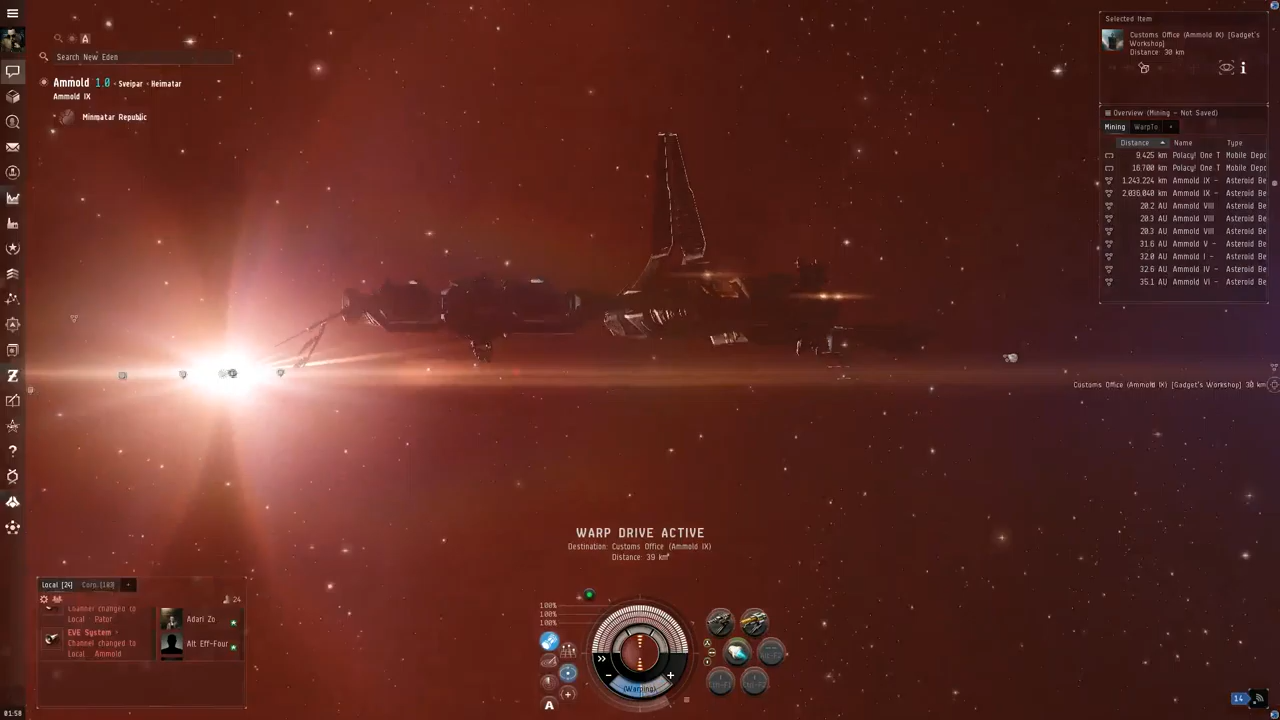 A
Search New Eden
Ammold 1.0 ‹ Sveipar ‹ Heimatar
Ammold IX
Minmatar Republic
Selected Item
Customs Office (Ammold IX) [Gadget's
Workshop]
Distance: 30 km
Overview (Mining - Not Saved)
Mining WarpTo +
Distance Name Type
9,425 km Polacy! One T Mobile Depo
16,700 km Polacy! One T Mobile Depo
1,243,224 km Ammold IX - Asteroid Be
2,036,040 km Ammold IX - Asteroid Be
20.2 AU Ammold VIII Asteroid Be
20.3 AU Ammold VIII Asteroid Be
20.3 AU Ammold VIII Asteroid Be
31.6 AU Ammold V - Asteroid Be
32.0 AU Ammold I - Asteroid Be
32.6 AU Ammold IV - Asteroid Be
35.1 AU Ammold VI - Asteroid Be
Customs Office (Ammold IX) [Gadget's Workshop] 30 km
WARP DRIVE ACTIVE
Destination: Customs Office (Ammold IX)
Distance: 39 km
Local [24] Corp [183] +
24
Channel changed to
Local Pator
EVE System ›
Channel changed to
Local Ammold
Adari Zu
Alt Eff-Four
100%
100%
100%
(Warping)
A
01:58
14